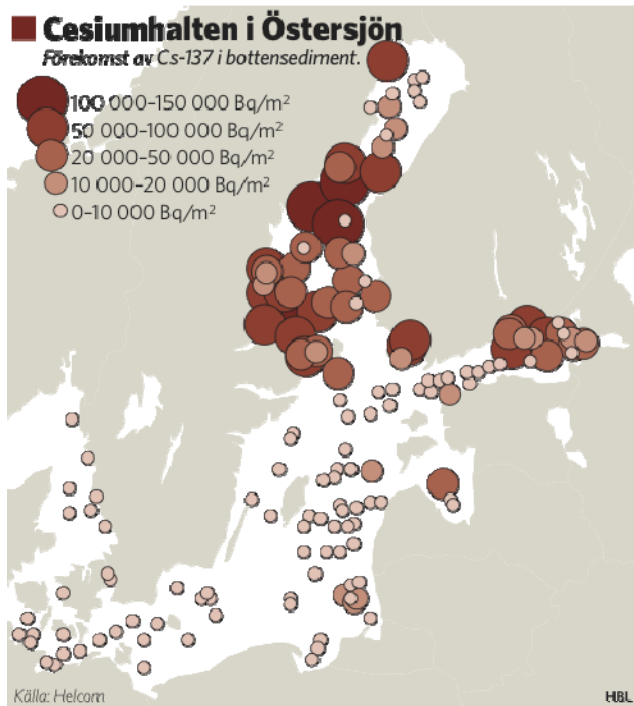 Cesiumhalten i Östersjön
Förekomst av Cs-137 i bottensediment.
100 000–150 000 Bq/m²
50 000–100 000 Bq/m²
20 000–50 000 Bq/m²
10 000–20 000 Bq/m²
0–10 000 Bq/m²
Källa: Helcom
HBL